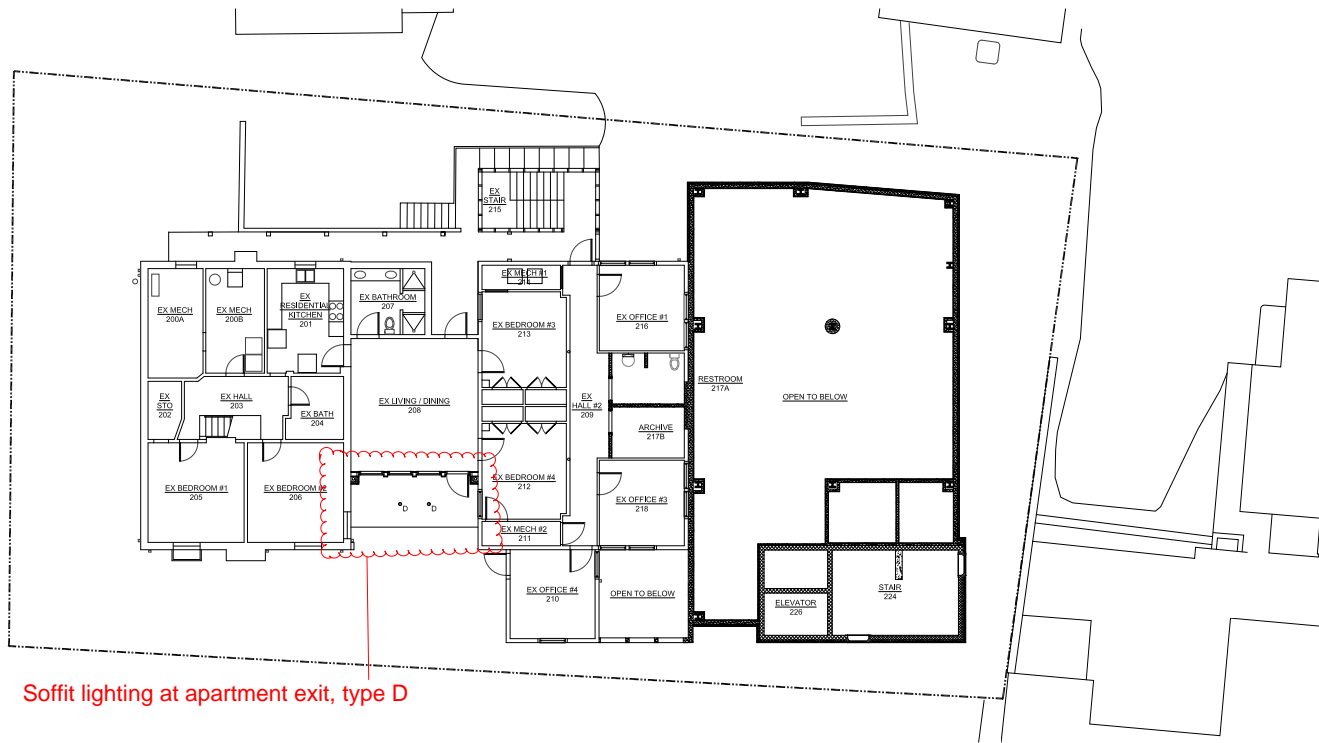 EX
STAIR
215
EX MECH #1
EX MECH
200A
EX MECH
200B
EX
RESIDENTIAL
KITCHEN
201
EX BATHROOM
207
EX BEDROOM #3
213
EX OFFICE #1
216
RESTROOM
217A
OPEN TO BELOW
EX
STO
202
EX HALL
203
EX BATH
204
EX LIVING / DINING
208
EX
HALL #2
209
ARCHIVE
217B
EX BEDROOM #1
205
EX BEDROOM #2
206
D
D
EX BEDROOM #4
212
EX OFFICE #3
218
EX MECH #2
211
EX OFFICE #4
210
OPEN TO BELOW
ELEVATOR
226
STAIR
224
Soffit lighting at apartment exit, type D